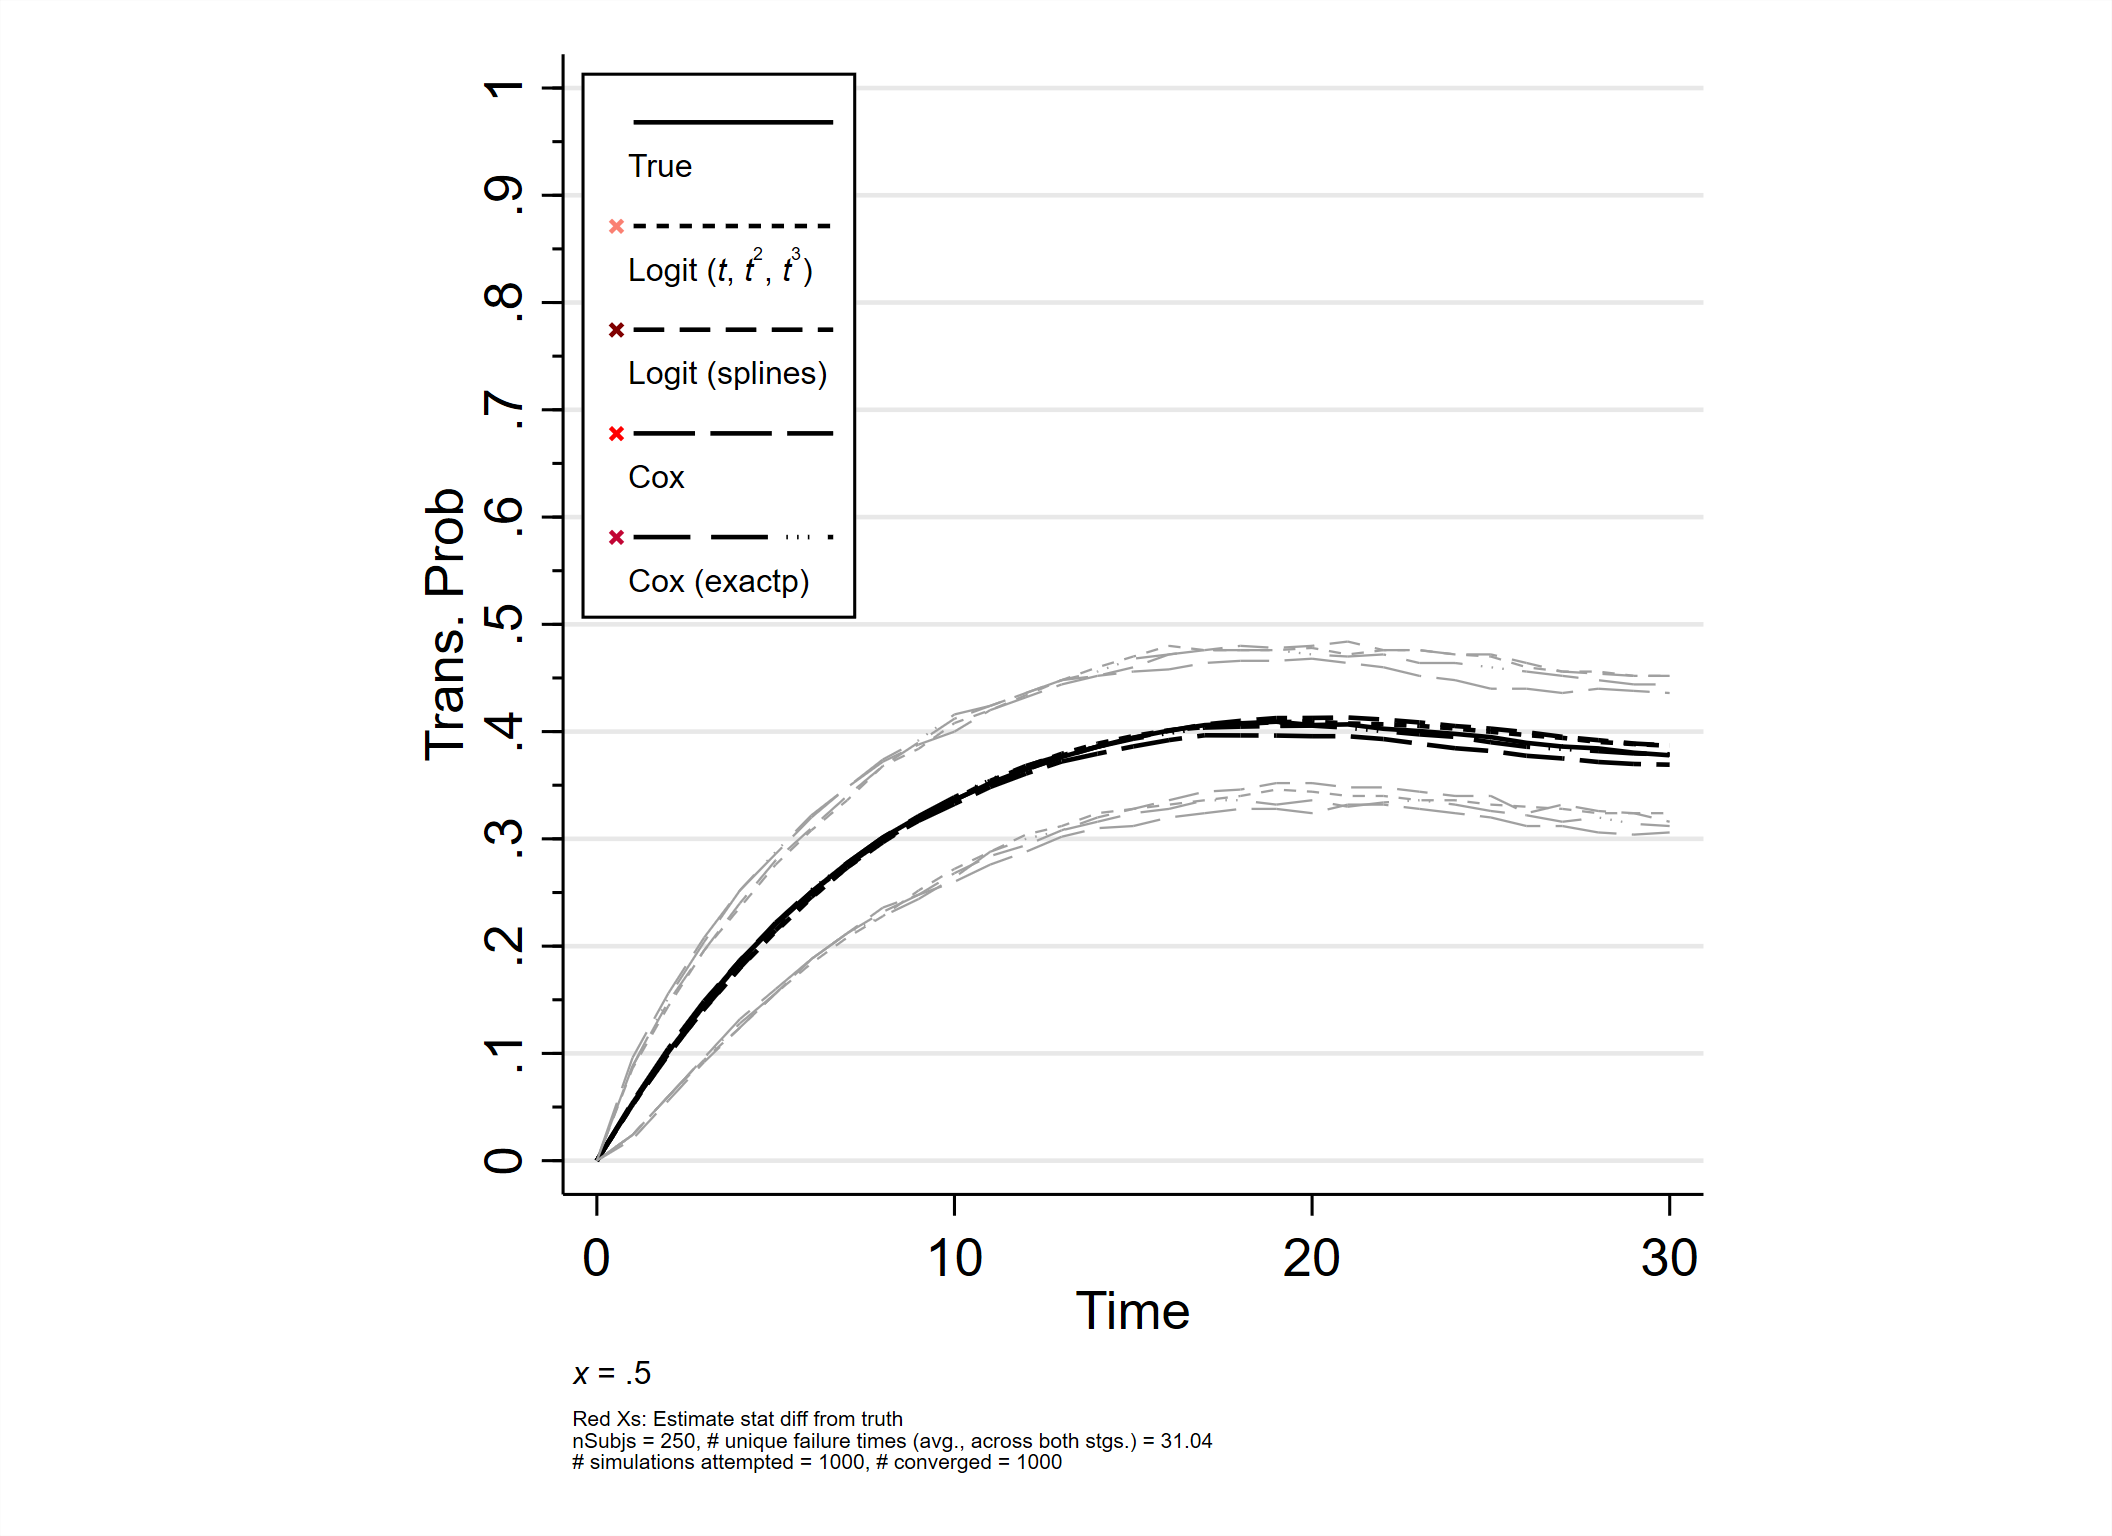 1
.9
.8
.7
.6
.5
.4
.3
.2
.1
0
Trans. Prob
True
Logit (t, t², t³)
Logit (splines)
Cox
Cox (exactp)
0 10 20 30
Time
x = .5
Red Xs: Estimate stat diff from truth
nSubjs = 250, # unique failure times (avg., across both stgs.) = 31.04
# simulations attempted = 1000, # converged = 1000